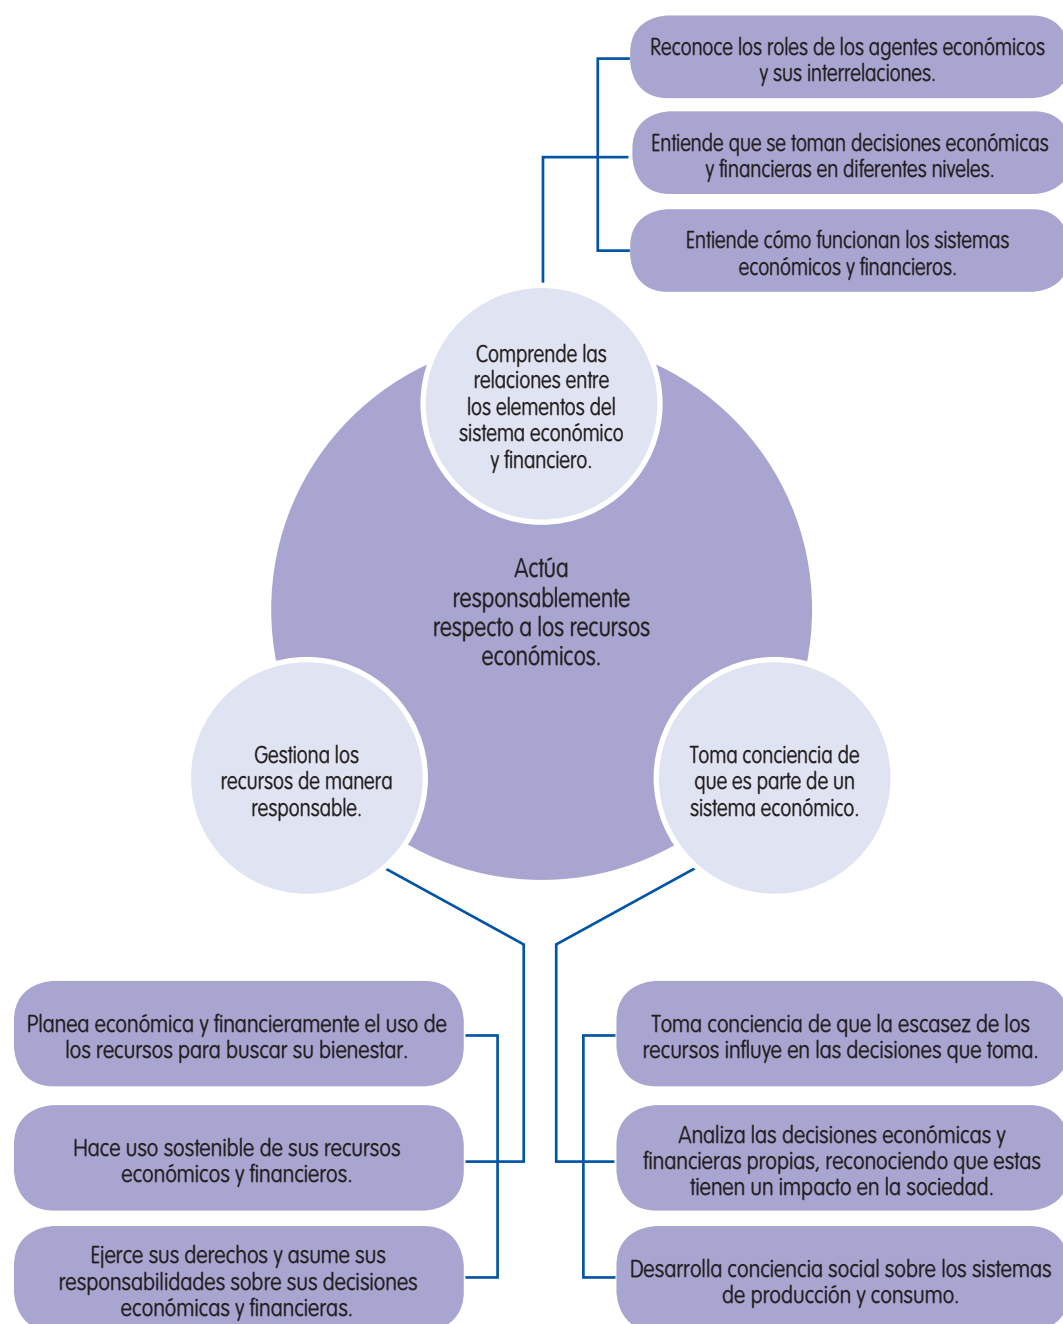 Reconoce los roles de los agentes económicos
y sus interrelaciones.
Entiende que se toman decisiones económicas
y financieras en diferentes niveles.
Entiende cómo funcionan los sistemas
económicos y financieros.
Comprende las
relaciones entre
los elementos del
sistema económico
y financiero.
Actúa
responsablemente
respecto a los recursos
económicos.
Gestiona los
recursos de manera
responsable.
Toma conciencia de
que es parte de un
sistema económico.
Planea económica y financieramente el uso de
los recursos para buscar su bienestar.
Hace uso sostenible de sus recursos
económicos y financieros.
Ejerce sus derechos y asume sus
responsabilidades sobre sus decisiones
económicas y financieras.
Toma conciencia de que la escasez de los
recursos influye en las decisiones que toma.
Analiza las decisiones económicas y
financieras propias, reconociendo que estas
tienen un impacto en la sociedad.
Desarrolla conciencia social sobre los sistemas
de producción y consumo.